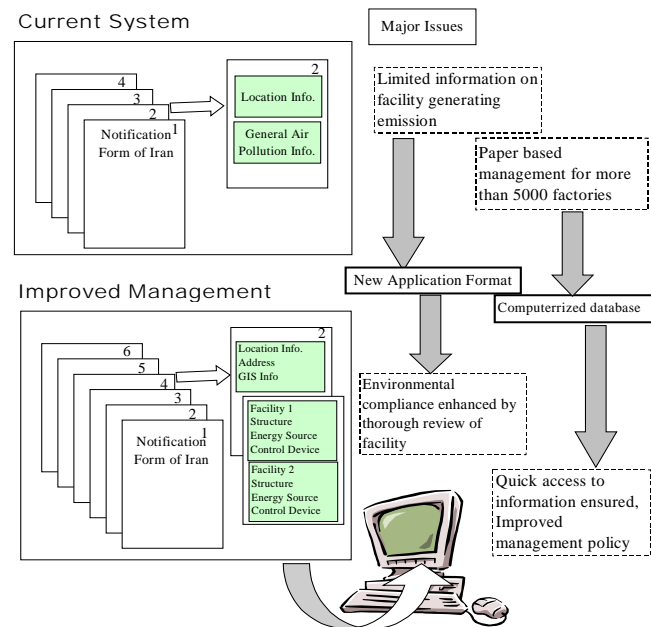 Current System
4
3
2
1
Notification
Form of Iran
2
Location Info.
General Air
Pollution Info.
Major Issues
Limited information on
facility generating
emission
Paper based
management for more
than 5000 factories
New Application Format
Computerrized database
Environmental
compliance enhanced by
thorough review of
facility
Quick access to
information ensured,
Improved
management policy
Improved Management
6
5
4
3
2
1
Notification
Form of Iran
2
Location Info.
Address
GIS Info
Facility 1
Structure
Energy Source
Control Device
Facility 2
Structure
Energy Source
Control Device